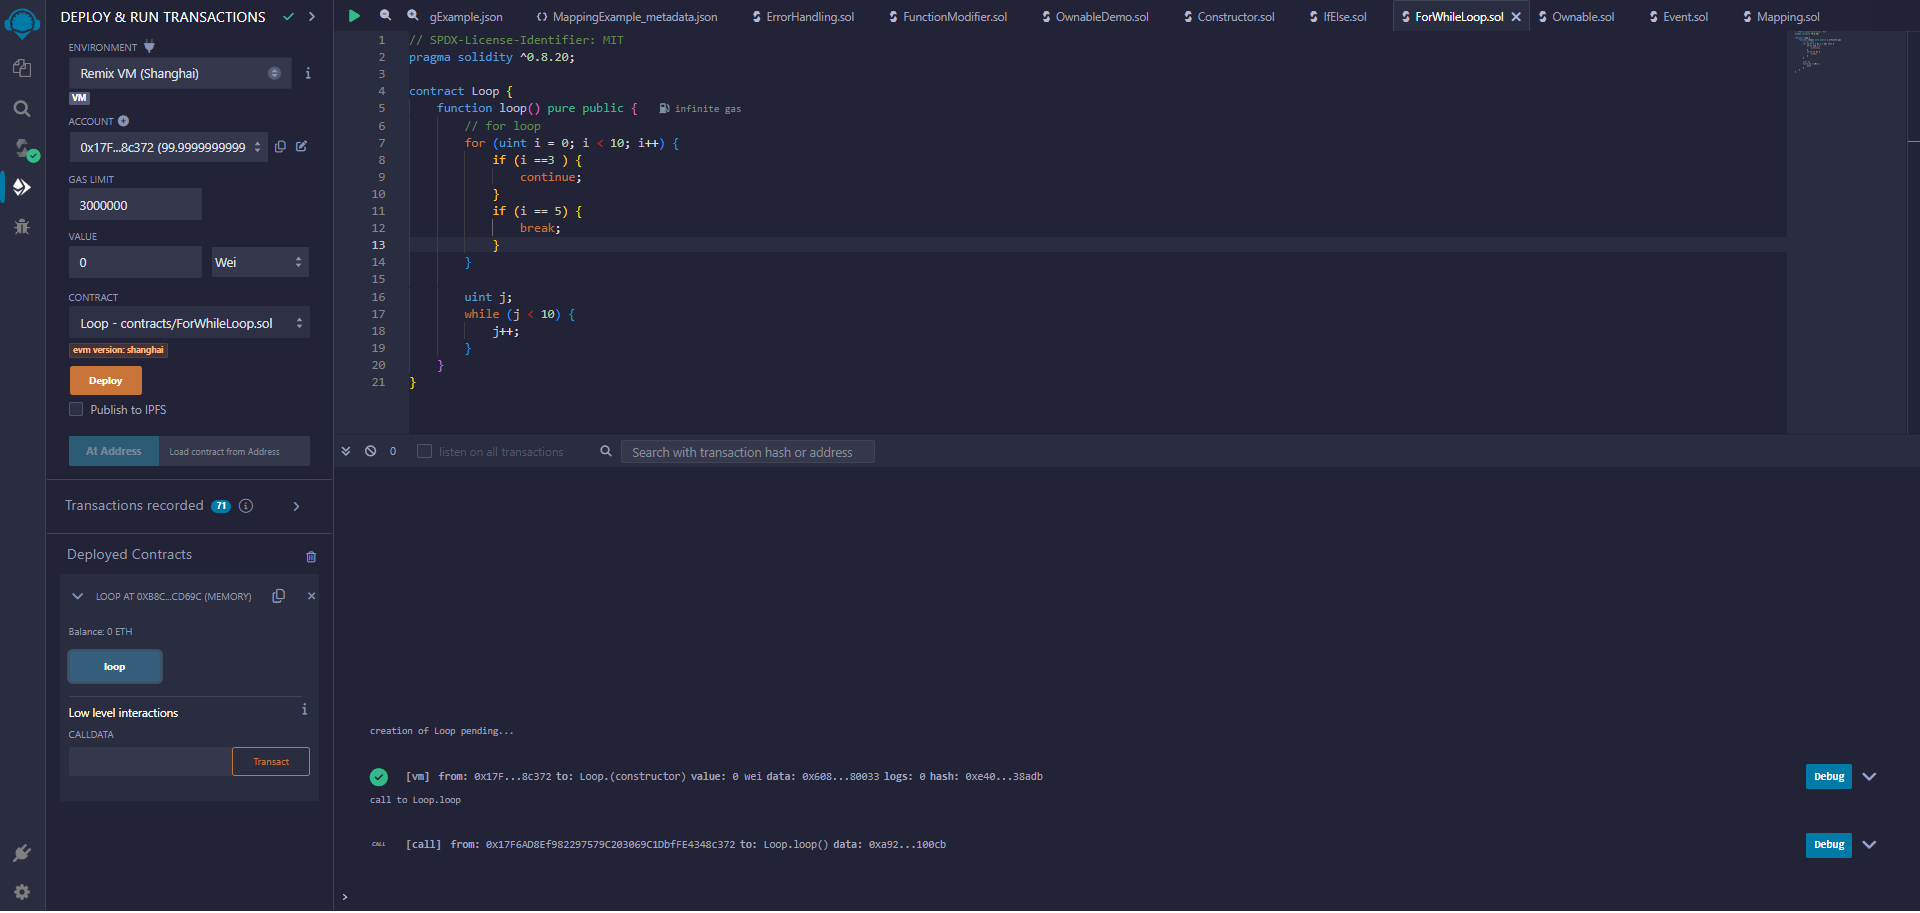 DEPLOY & RUN TRANSACTIONS
ENVIRONMENT
Remix VM (Shanghai)
VM
ACCOUNT
0x17F...8c372 (99.9999999999
GAS LIMIT
3000000
VALUE
0
Wei
CONTRACT
Loop - contracts/ForWhileLoop.sol
evm version: shanghai
Deploy
Publish to IPFS
At Address
Load contract from Address
Transactions recorded 71
Deployed Contracts
LOOP AT 0XB8C...CD69C (MEMORY)
Balance: 0 ETH
loop
Low level interactions
CALLDATA
Transact
gExample.json
MappingExample_metadata.json
ErrorHandling.sol
FunctionModifier.sol
OwnableDemo.sol
Constructor.sol
IfElse.sol
ForWhileLoop.sol
Ownable.sol
Event.sol
Mapping.sol
1 // SPDX-License-Identifier: MIT
2 pragma solidity ^0.8.20;
3
4 contract Loop {
5 function loop() pure public { infinite gas
6 // for loop
7 for (uint i = 0; i < 10; i++) {
8 if (i ==3 ) {
9 continue;
10 }
11 if (i == 5) {
12 break;
13 }
14 }
15
16 uint j;
17 while (j < 10) {
18 j++;
19 }
20 }
21 }
0
listen on all transactions
Search with transaction hash or address
creation of Loop pending...
[vm] from: 0x17F...8c372 to: Loop.(constructor) value: 0 wei data: 0x608...80033 logs: 0 hash: 0xe40...38adb
Debug
call to Loop.loop
CALL [call] from: 0x17F6AD8Ef982297579C203069C1DbfFE4348c372 to: Loop.loop() data: 0xa92...100cb
Debug
>